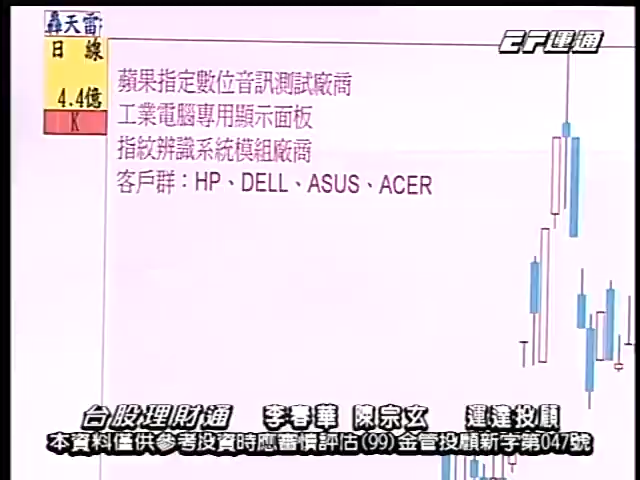 轟天雷
EF運通
日 線
4.4億
K
蘋果指定數位音訊測試廠商
工業電腦專用顯示面板
指紋辨識系統模組廠商
客戶群：HP、DELL、ASUS、ACER
台股理財通 李春華 陳宗玄 運達投顧
本資料僅供參考投資時應審慎評估(99)金管投顧新字第047號